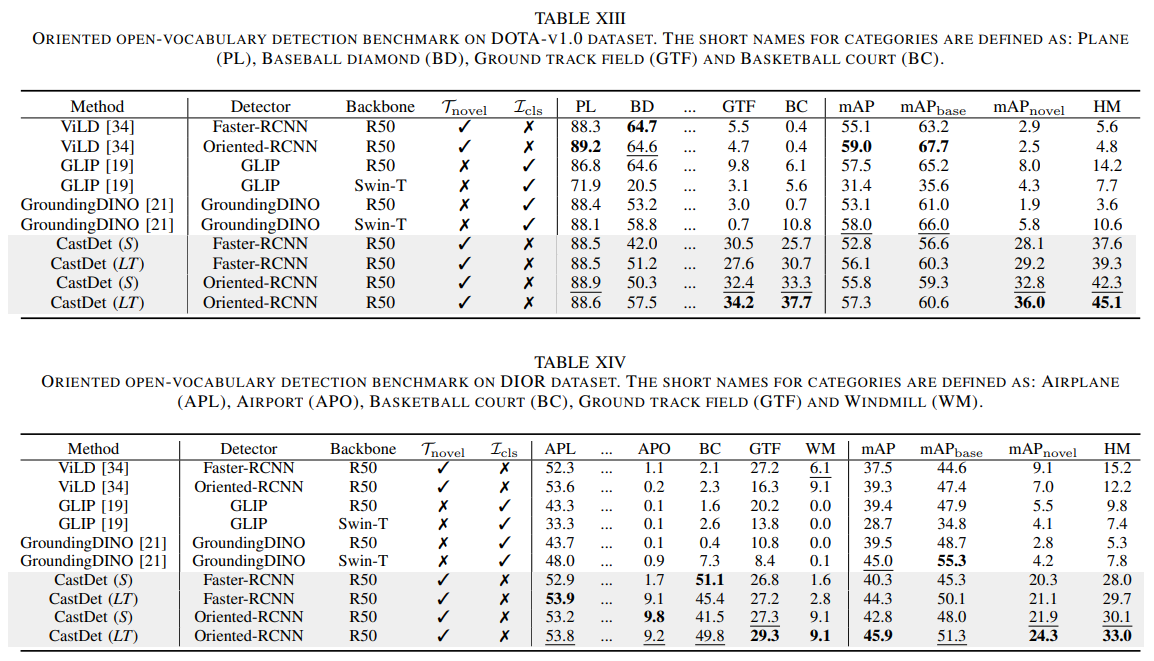 TABLE XIII
ORIENTED OPEN-VOCABULARY DETECTION BENCHMARK ON DOTA-V1.0 DATASET. THE SHORT NAMES FOR CATEGORIES ARE DEFINED AS: PLANE
(PL), BASEBALL DIAMOND (BD), GROUND TRACK FIELD (GTF) AND BASKETBALL COURT (BC).
Method Detector Backbone 𝒯novel ℐcls PL BD ... GTF BC mAP mAPbase mAPnovel HM
ViLD [34] Faster-RCNN R50 ✓ ✗ 88.3 64.7 ... 5.5 0.4 55.1 63.2 2.9 5.6
ViLD [34] Oriented-RCNN R50 ✓ ✗ 89.2 64.6 ... 4.7 0.4 59.0 67.7 2.5 4.8
GLIP [19] GLIP R50 ✗ ✓ 86.8 64.6 ... 9.8 6.1 57.5 65.2 8.0 14.2
GLIP [19] GLIP Swin-T ✗ ✓ 71.9 20.5 ... 3.1 5.6 31.4 35.6 4.3 7.7
GroundingDINO [21] GroundingDINO R50 ✗ ✓ 88.4 53.2 ... 3.0 0.7 53.1 61.0 1.9 3.6
GroundingDINO [21] GroundingDINO Swin-T ✗ ✓ 88.1 58.8 ... 0.7 10.8 58.0 66.0 5.8 10.6
CastDet (S) Faster-RCNN R50 ✓ ✗ 88.5 42.0 ... 30.5 25.7 52.8 56.6 28.1 37.6
CastDet (LT) Faster-RCNN R50 ✓ ✗ 88.5 51.2 ... 27.6 30.7 56.1 60.3 29.2 39.3
CastDet (S) Oriented-RCNN R50 ✓ ✗ 88.9 50.3 ... 32.4 33.3 55.8 59.3 32.8 42.3
CastDet (LT) Oriented-RCNN R50 ✓ ✗ 88.6 57.5 ... 34.2 37.7 57.3 60.6 36.0 45.1
TABLE XIV
ORIENTED OPEN-VOCABULARY DETECTION BENCHMARK ON DIOR DATASET. THE SHORT NAMES FOR CATEGORIES ARE DEFINED AS: AIRPLANE
(APL), AIRPORT (APO), BASKETBALL COURT (BC), GROUND TRACK FIELD (GTF) AND WINDMILL (WM).
Method Detector Backbone 𝒯novel ℐcls APL ... APO BC GTF WM mAP mAPbase mAPnovel HM
ViLD [34] Faster-RCNN R50 ✓ ✗ 52.3 ... 1.1 2.1 27.2 6.1 37.5 44.6 9.1 15.2
ViLD [34] Oriented-RCNN R50 ✓ ✗ 53.6 ... 0.2 2.3 16.3 9.1 39.3 47.4 7.0 12.2
GLIP [19] GLIP R50 ✗ ✓ 43.3 ... 0.1 1.6 20.2 0.0 39.4 47.9 5.5 9.8
GLIP [19] GLIP Swin-T ✗ ✓ 33.3 ... 0.1 2.6 13.8 0.0 28.7 34.8 4.1 7.4
GroundingDINO [21] GroundingDINO R50 ✗ ✓ 43.7 ... 0.1 0.4 10.8 0.0 39.5 48.7 2.8 5.3
GroundingDINO [21] GroundingDINO Swin-T ✗ ✓ 48.0 ... 0.9 7.3 8.4 0.1 45.0 55.3 4.2 7.8
CastDet (S) Faster-RCNN R50 ✓ ✗ 52.9 ... 1.7 51.1 26.8 1.6 40.3 45.3 20.3 28.0
CastDet (LT) Faster-RCNN R50 ✓ ✗ 53.9 ... 9.1 45.4 27.2 2.8 44.3 50.1 21.1 29.7
CastDet (S) Oriented-RCNN R50 ✓ ✗ 53.2 ... 9.8 41.5 27.3 9.1 42.8 48.0 21.9 30.1
CastDet (LT) Oriented-RCNN R50 ✓ ✗ 53.8 ... 9.2 49.8 29.3 9.1 45.9 51.3 24.3 33.0